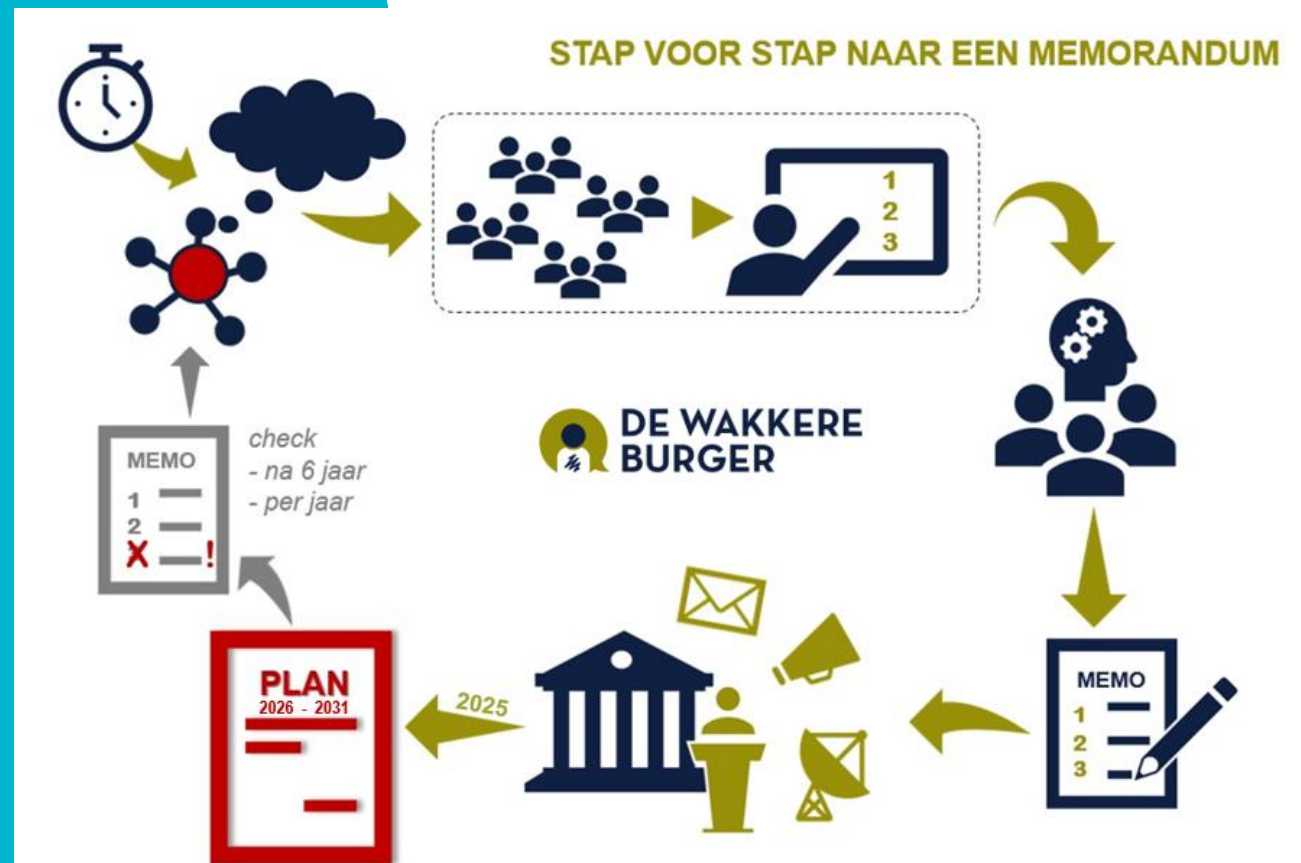 STAP VOOR STAP NAAR EEN MEMORANDUM
1
2
3
DE WAKKERE
BURGER
check
- na 6 jaar
- per jaar
MEMO
1
2
X !
MEMO
1
2
3
2025
PLAN
2026 - 2031